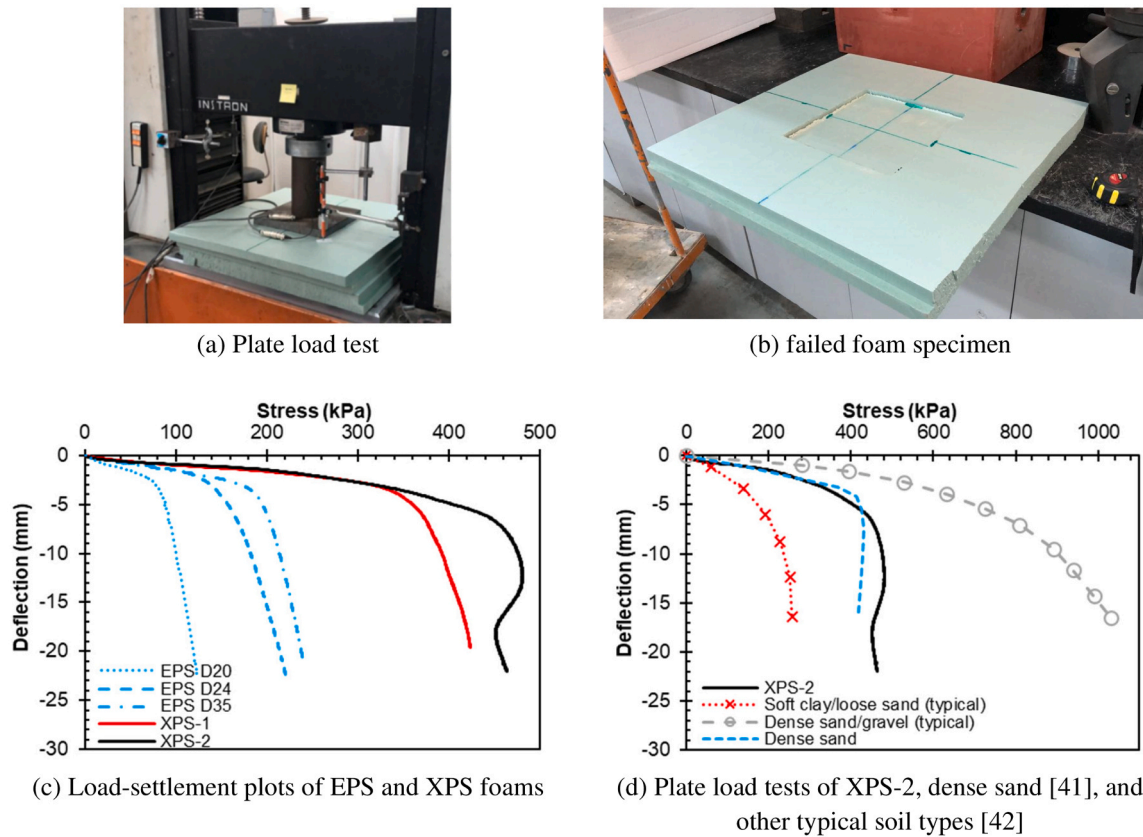 INSTRON
(a) Plate load test
(b) failed foam specimen
Stress (kPa)
0 100 200 300 400 500
Deflection (mm)
0
-5
-10
-15
-20
-25
-30
EPS D20
EPS D24
EPS D35
XPS-1
XPS-2
(c) Load-settlement plots of EPS and XPS foams
Stress (kPa)
0 200 400 600 800 1000
Deflection (mm)
0
-5
-10
-15
-20
-25
-30
XPS-2
Soft clay/loose sand (typical)
Dense sand/gravel (typical)
Dense sand
(d) Plate load tests of XPS-2, dense sand [41], and
other typical soil types [42]